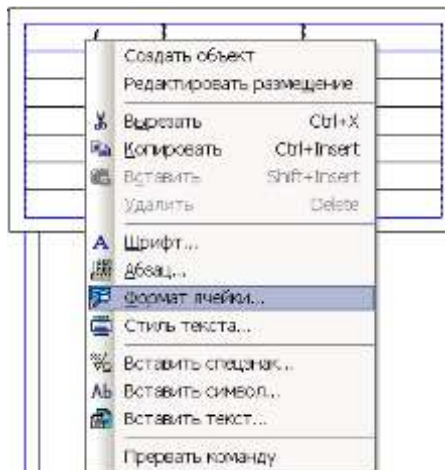 Создать объект
Редактировать размещение
Вырезать Ctrl+X
Копировать Ctrl+Insert
Вставить Shift+Insert
Удалить Delete
Шрифт...
Абзац...
Формат ячейки...
Стиль текста...
Вставить спецзнак...
Вставить символ...
Вставить текст...
Прервать команду